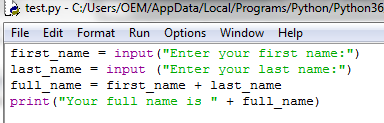 test.py - C:/Users/OEM/AppData/Local/Programs/Python/Python36
File Edit Format Run Options Window Help
first_name = input("Enter your first name:")
last_name = input ("Enter your last name:")
full_name = first_name + last_name
print("Your full name is " + full_name)